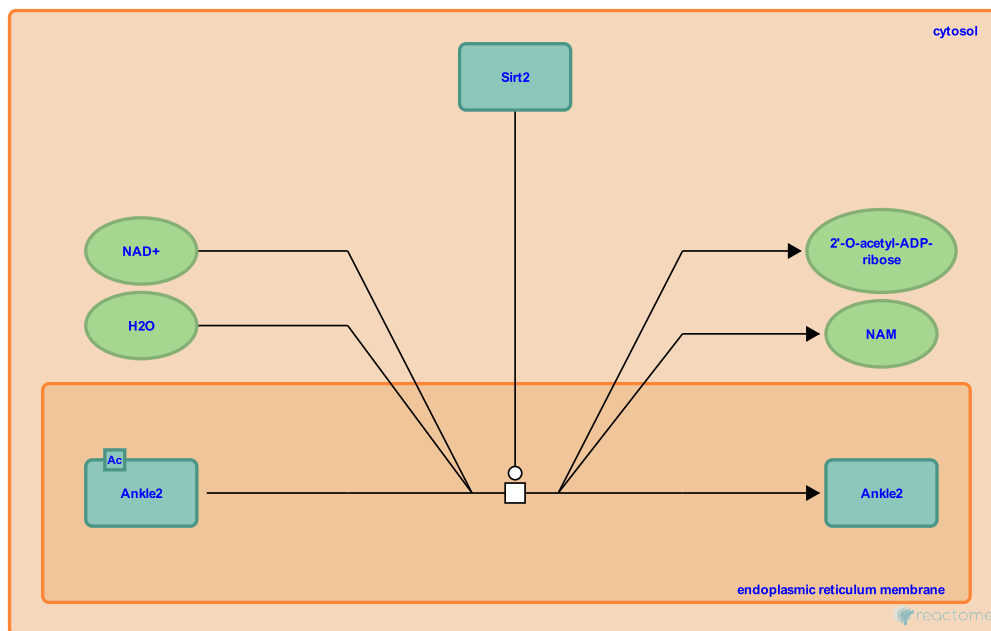 cytosol
Sirt2
NAD+
2'-O-acetyl-ADP-
ribose
H2O
NAM
Ac
Ankle2
Ankle2
endoplasmic reticulum membrane
reactome